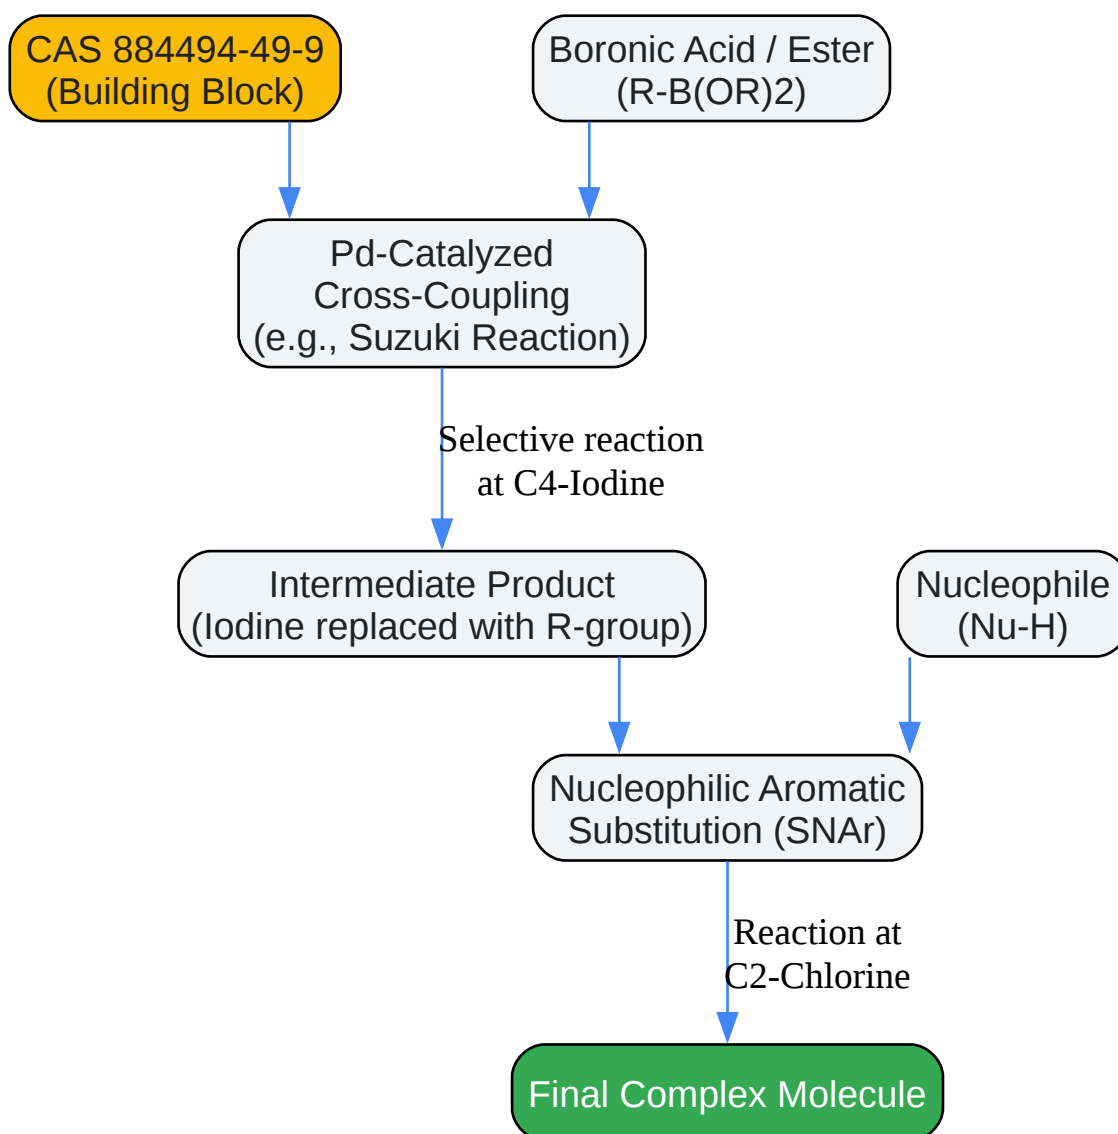 CAS 884494-49-9
(Building Block)
Boronic Acid / Ester
(R-B(OR)2)
Pd-Catalyzed
Cross-Coupling
(e.g., Suzuki Reaction)
Selective reaction
at C4-Iodine
Intermediate Product
(Iodine replaced with R-group)
Nucleophile
(Nu-H)
Nucleophilic Aromatic
Substitution (SNAr)
Reaction at
C2-Chlorine
Final Complex Molecule